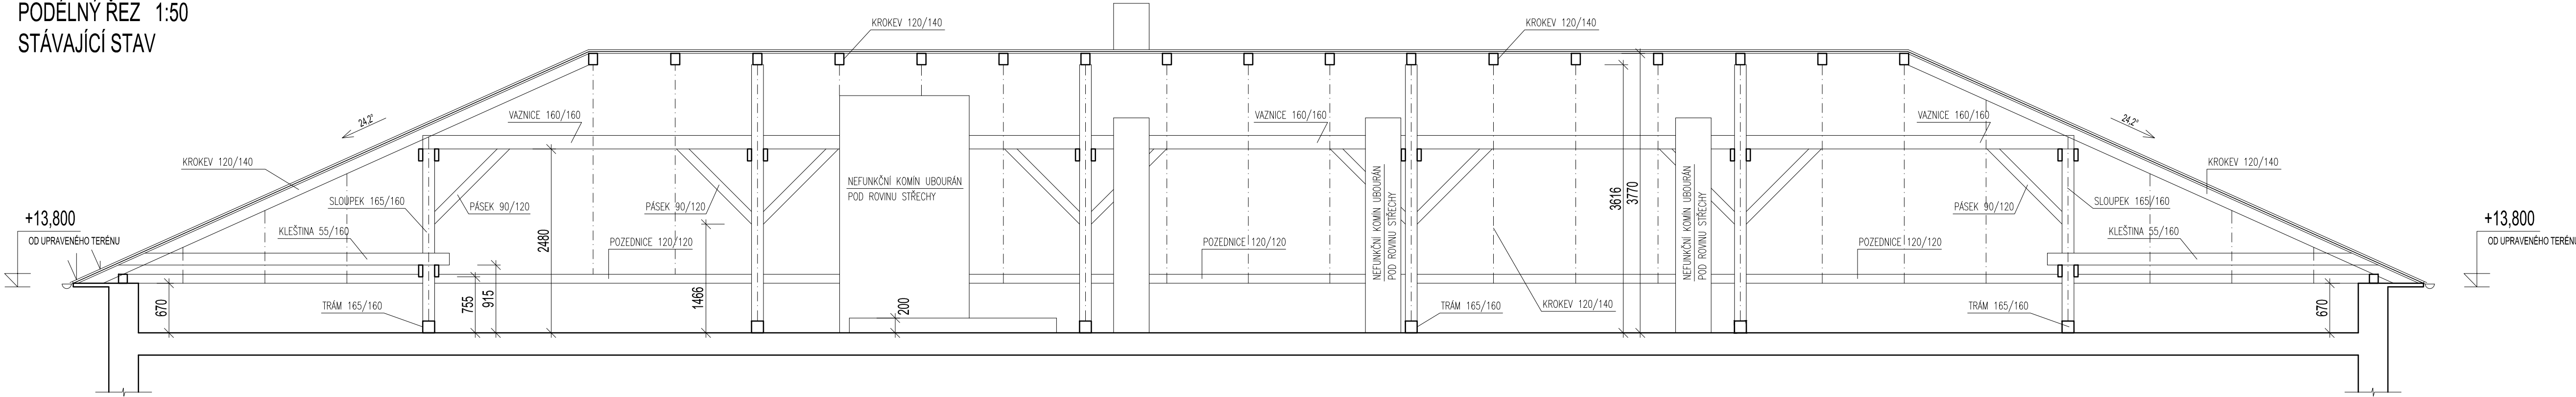 PODÉLNÝ ŘEZ 1:50
STÁVAJÍCÍ STAV
KROKEV 120/140
KROKEV 120/140
VAZNICE 160/160
VAZNICE 160/160
VAZNICE 160/160
24,2°
24,2°
KROKEV 120/140
KROKEV 120/140
NEFUNKČNÍ KOMÍN UBOURÁN
POD ROVINU STŘECHY
NEFUNKČNÍ KOMÍN UBOURÁN
POD ROVINU STŘECHY
NEFUNKČNÍ KOMÍN UBOURÁN
POD ROVINU STŘECHY
SLOUPEK 165/160
PÁSEK 90/120
PÁSEK 90/120
PÁSEK 90/120
SLOUPEK 165/160
+13,800
OD UPRAVENÉHO TERÉNU
+13,800
OD UPRAVENÉHO TERÉNU
KLEŠTINA 55/160
KLEŠTINA 55/160
POZEDNICE 120/120
POZEDNICE 120/120
POZEDNICE 120/120
670
755
915
2480
1466
200
3616
3770
670
TRÁM 165/160
TRÁM 165/160
KROKEV 120/140
TRÁM 165/160